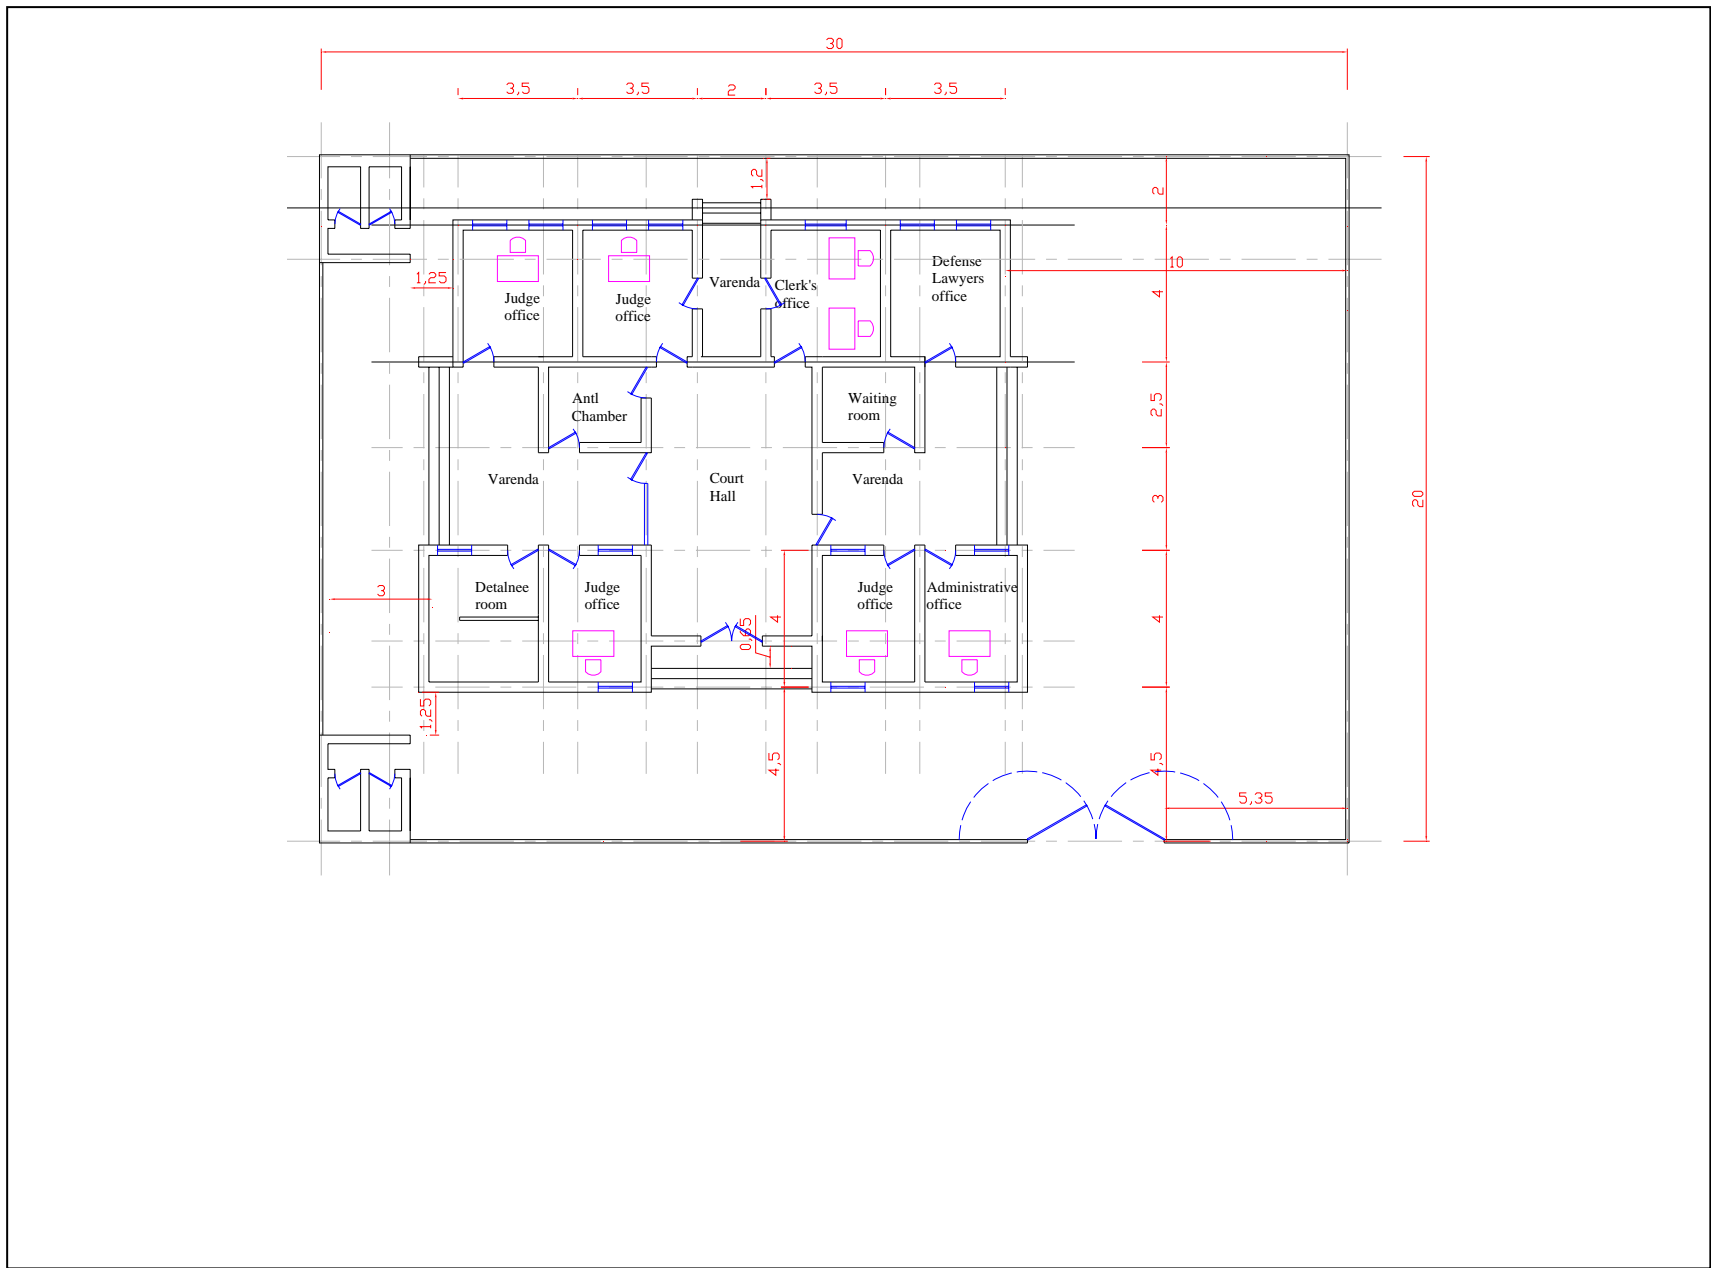 30
3,5
3,5
2
3,5
3,5
1,2
2
10
1,25
4
Judge
office
Judge
office
Varenda
Clerk's
office
Defense
Lawyers
office
Antl
Chamber
Waiting
room
2,5
Varenda
Court
Hall
Varenda
3
20
3
Detalnee
room
Judge
office
0,65
4
Judge
office
Administrative
office
4
1,25
4,5
4,5
5,35